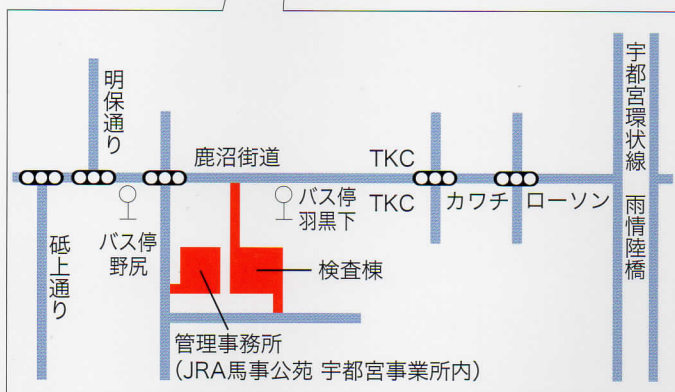 明保通り
宇都宮環状線 雨情陸橋
鹿沼街道
TKC
TKC
カワチ
ローソン
バス停
野尻
バス停
羽黒下
砥上通り
検査棟
管理事務所
(JRA馬事公苑 宇都宮事業所内)